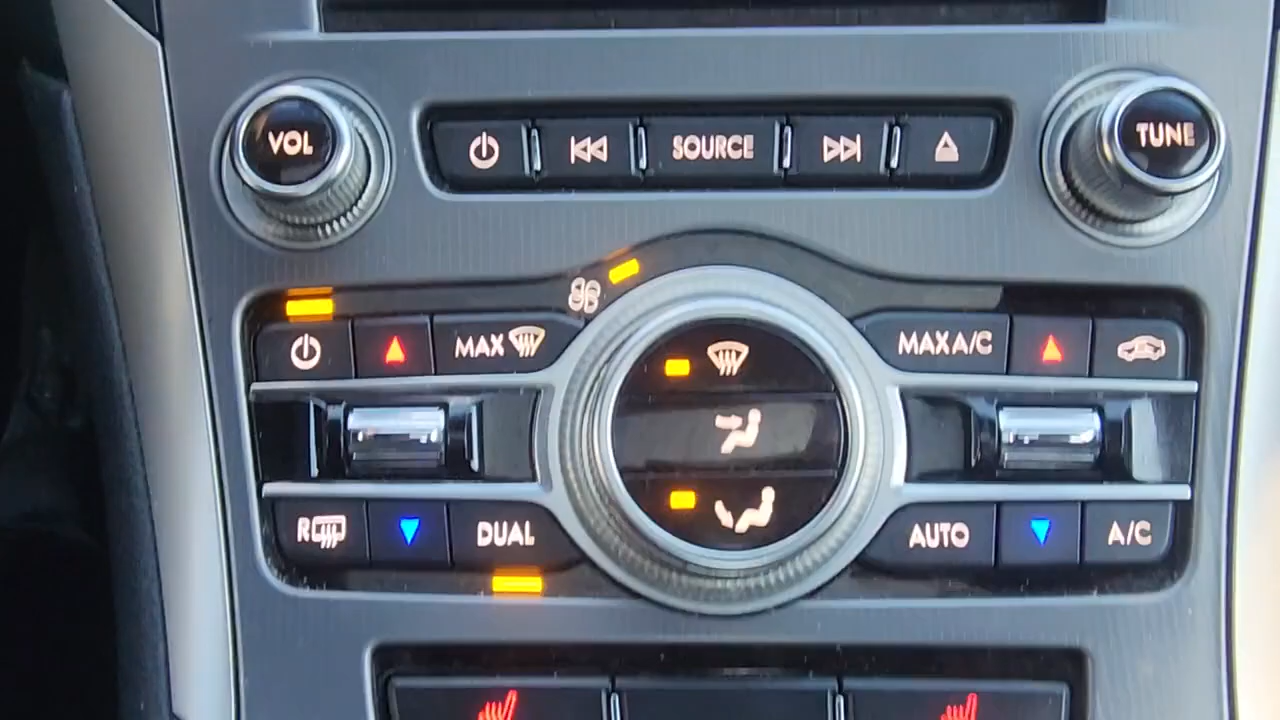 VOL
SOURCE
TUNE
MAX
MAX A/C
R
DUAL
AUTO
A/C